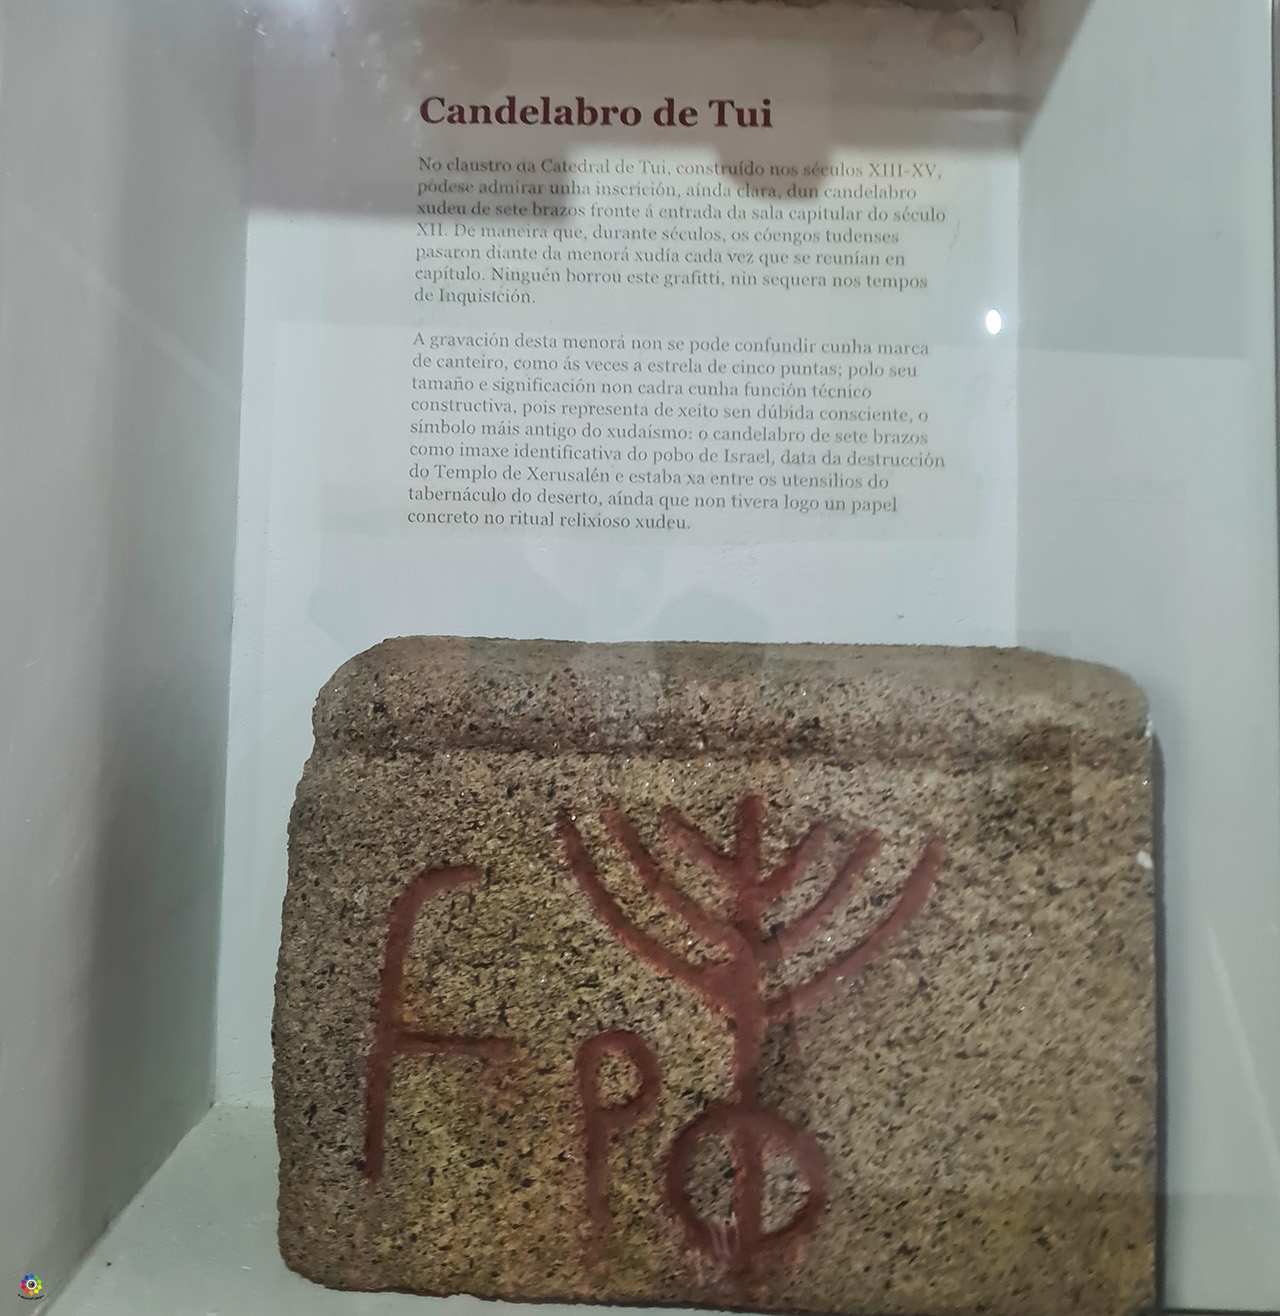 Candelabro de Tui
No claustro da Catedral de Tui, construído nos séculos XIII-XV,
pódese admirar unha inscrición, aínda clara, dun candelabro
xudeu de sete brazos fronte á entrada da sala capitular do século
XII. De maneira que, durante séculos, os cóengos tudenses
pasaron diante da menorá xudía cada vez que se reunían en
capítulo. Ninguén borrou este grafitti, nin sequera nos tempos
de Inquisición.
A gravación desta menorá non se pode confundir cunha marca
de canteiro, como ás veces a estrela de cinco puntas; polo seu
tamaño e significación non cadra cunha función técnico
constructiva, pois representa de xeito sen dúbida consciente, o
símbolo máis antigo do xudaísmo: o candelabro de sete brazos
como imaxe identificativa do pobo de Israel, data da destrucción
do Templo de Xerusalén e estaba xa entre os utensilios do
tabernáculo do deserto, aínda que non tivera logo un papel
concreto no ritual relixioso xudeu.
F P